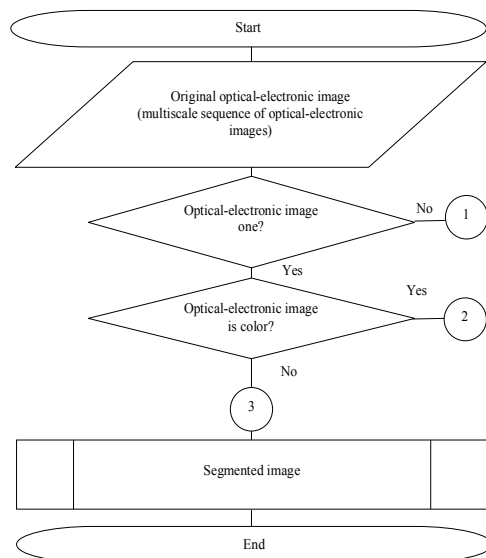 Start
Original optical-electronic image
(multiscale sequence of optical-electronic
images)
Optical-electronic image
one?
No
1
Yes
Optical-electronic image
is color?
Yes
2
No
3
Segmented image
End